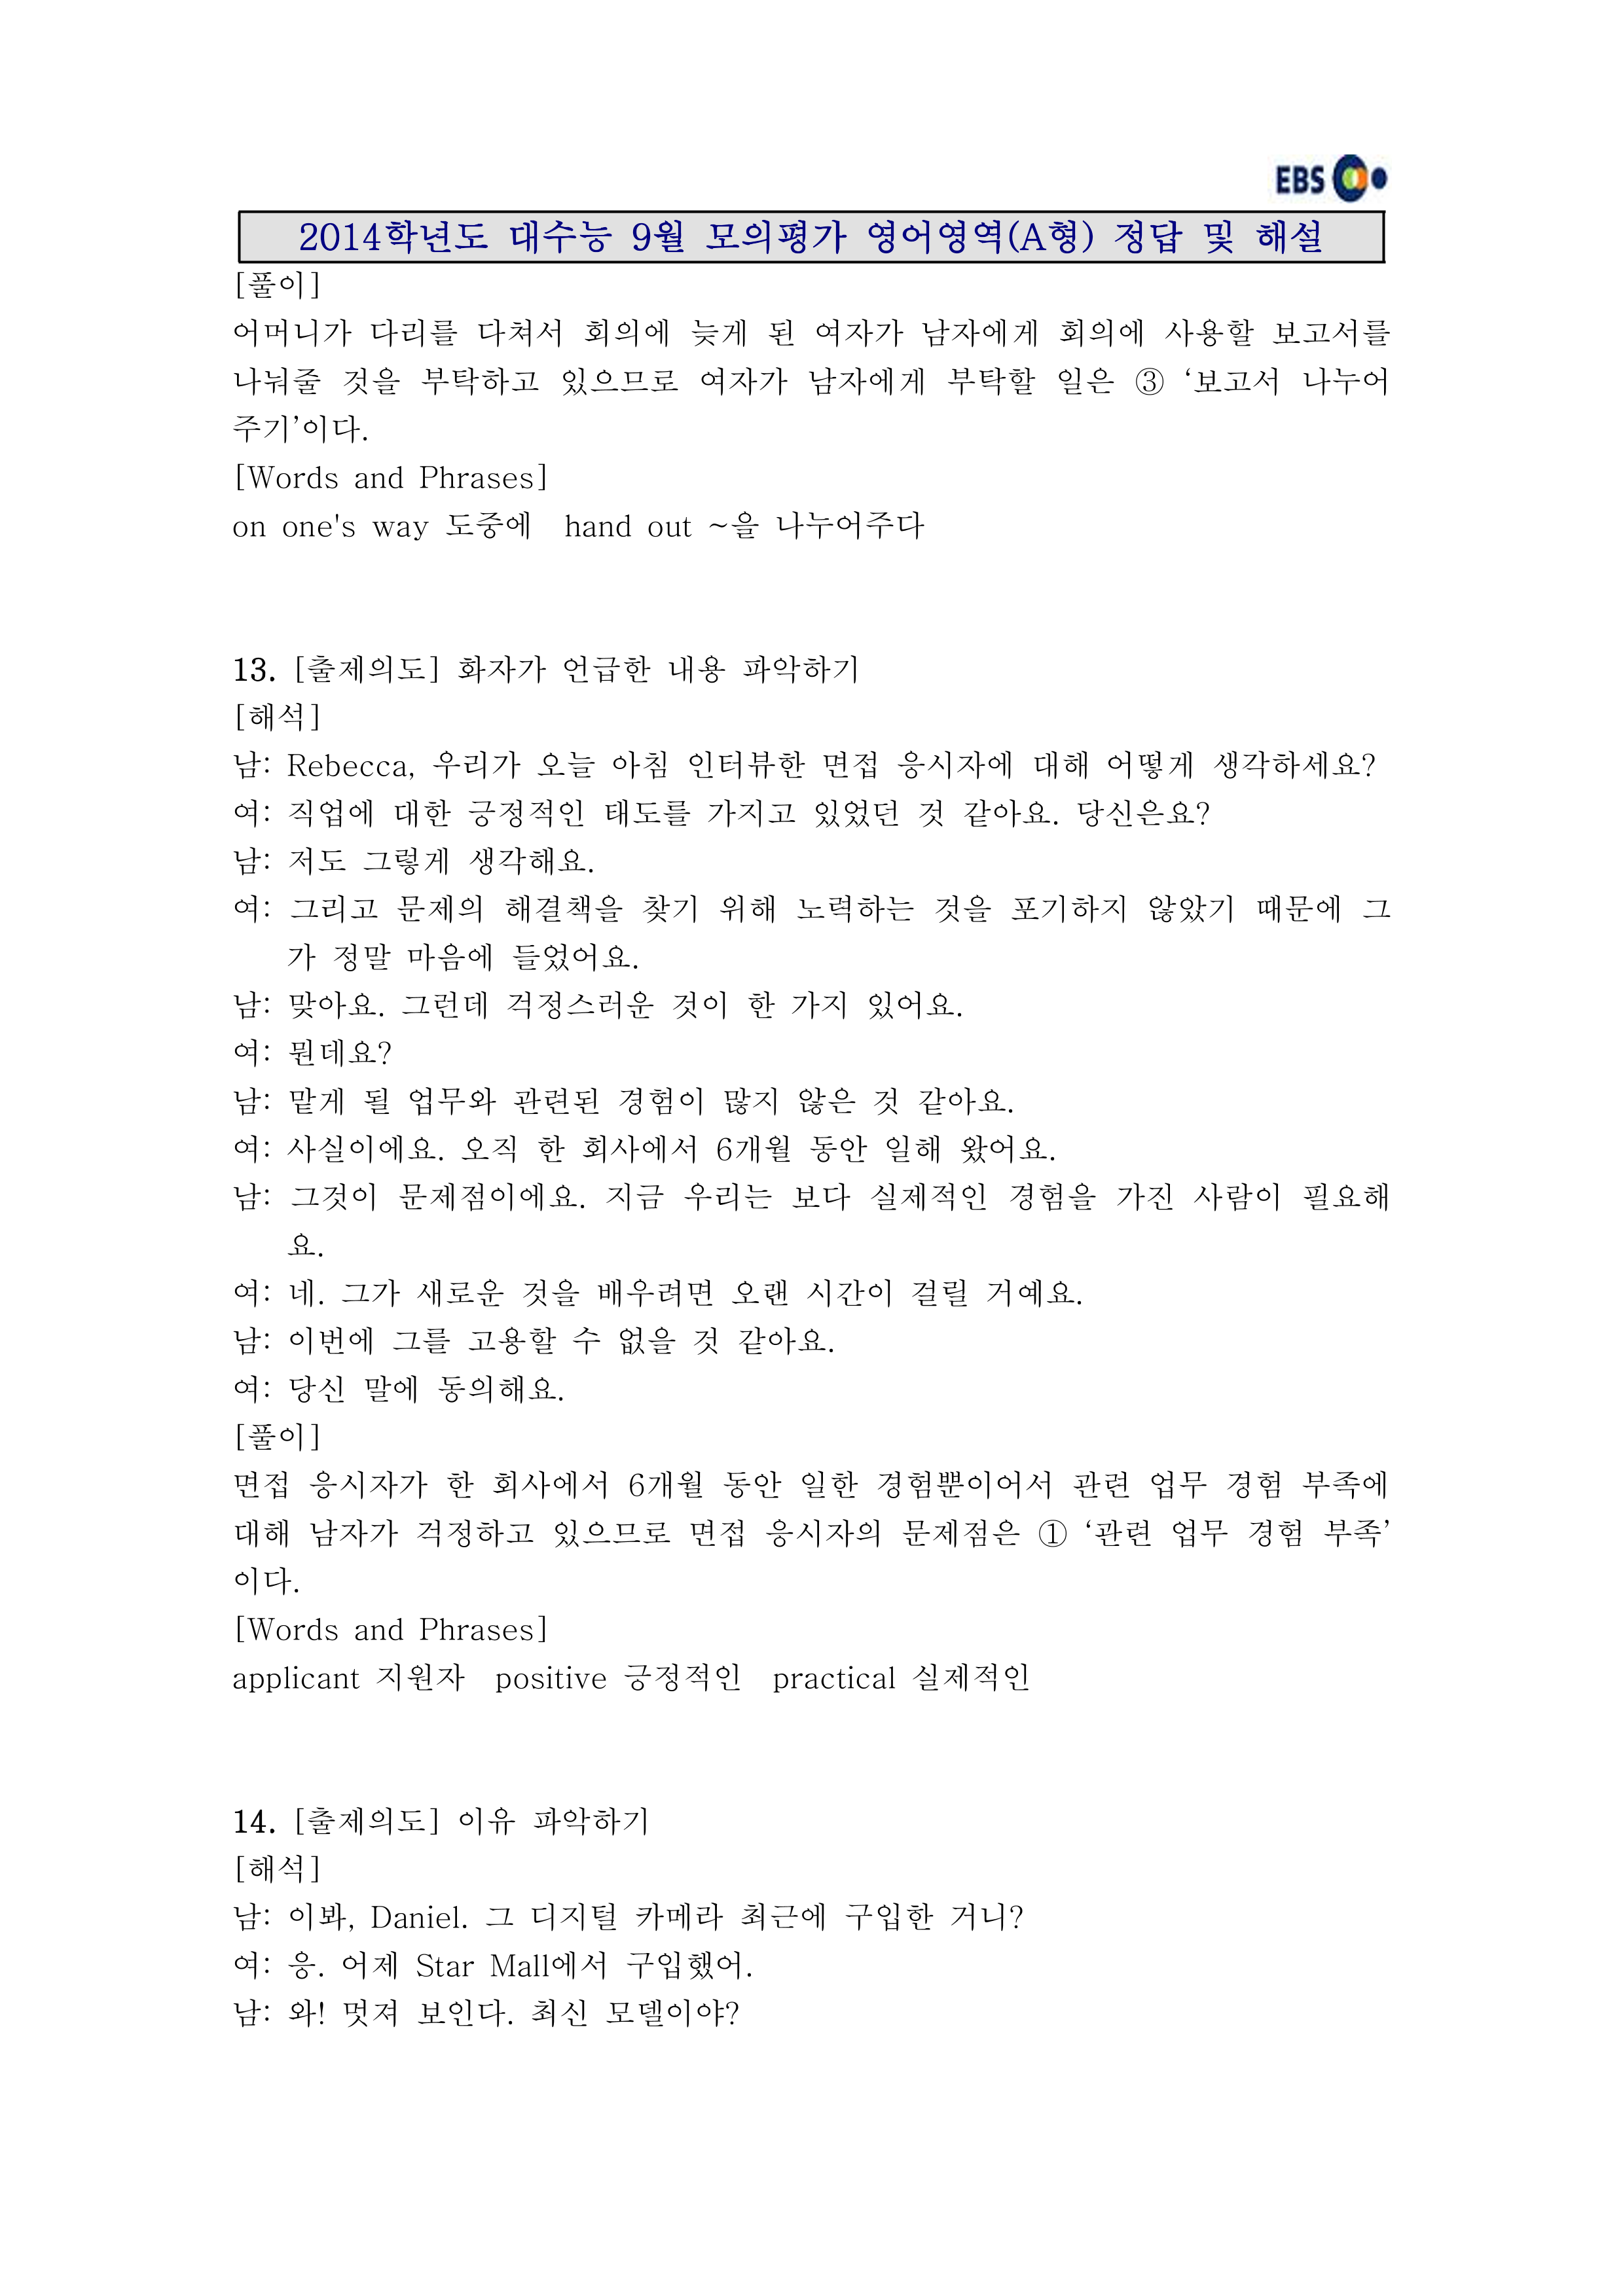 EBS
2014학년도 대수능 9월 모의평가 영어영역(A형) 정답 및 해설
[풀이]
어머니가 다리를 다쳐서 회의에 늦게 된 여자가 남자에게 회의에 사용할 보고서를
나눠줄 것을 부탁하고 있으므로 여자가 남자에게 부탁할 일은 ③ ‘보고서 나누어
주기’이다.
[Words and Phrases]
on one's way 도중에  hand out ~을 나누어주다
13. [출제의도] 화자가 언급한 내용 파악하기
[해석]
남: Rebecca, 우리가 오늘 아침 인터뷰한 면접 응시자에 대해 어떻게 생각하세요?
여: 직업에 대한 긍정적인 태도를 가지고 있었던 것 같아요. 당신은요?
남: 저도 그렇게 생각해요.
여: 그리고 문제의 해결책을 찾기 위해 노력하는 것을 포기하지 않았기 때문에 그
가 정말 마음에 들었어요.
남: 맞아요. 그런데 걱정스러운 것이 한 가지 있어요.
여: 뭔데요?
남: 맡게 될 업무와 관련된 경험이 많지 않은 것 같아요.
여: 사실이에요. 오직 한 회사에서 6개월 동안 일해 왔어요.
남: 그것이 문제점이에요. 지금 우리는 보다 실제적인 경험을 가진 사람이 필요해
요.
여: 네. 그가 새로운 것을 배우려면 오랜 시간이 걸릴 거예요.
남: 이번에 그를 고용할 수 없을 것 같아요.
여: 당신 말에 동의해요.
[풀이]
면접 응시자가 한 회사에서 6개월 동안 일한 경험뿐이어서 관련 업무 경험 부족에
대해 남자가 걱정하고 있으므로 면접 응시자의 문제점은 ① ‘관련 업무 경험 부족’
이다.
[Words and Phrases]
applicant 지원자  positive 긍정적인  practical 실제적인
14. [출제의도] 이유 파악하기
[해석]
남: 이봐, Daniel. 그 디지털 카메라 최근에 구입한 거니?
여: 응. 어제 Star Mall에서 구입했어.
남: 와! 멋져 보인다. 최신 모델이야?